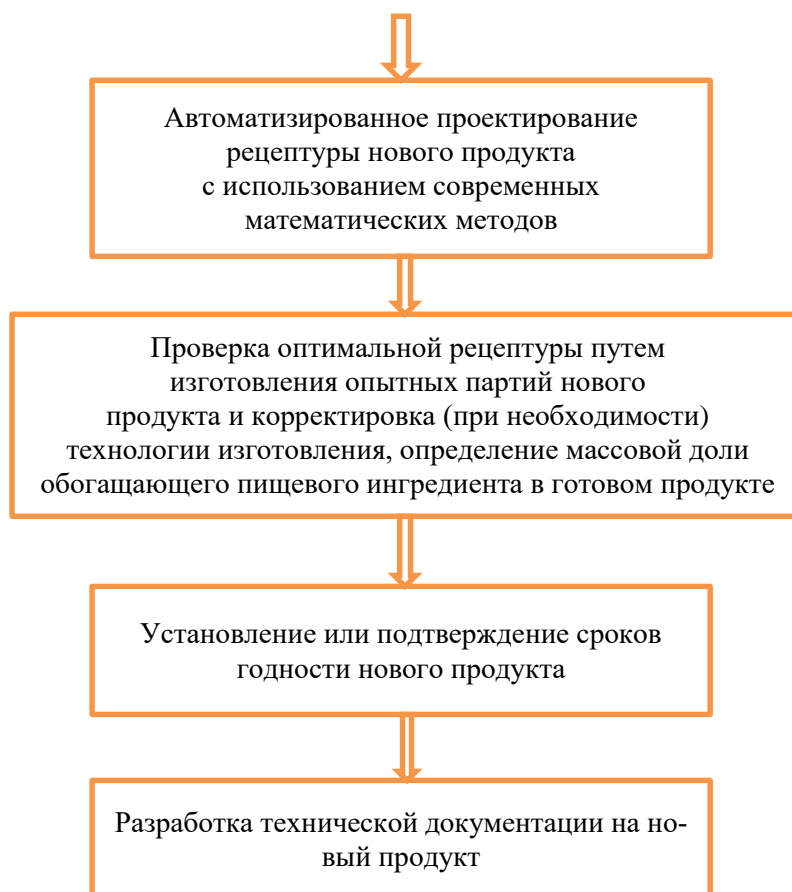 Автоматизированное проектирование
рецептуры нового продукта
с использованием современных
математических методов
Проверка оптимальной рецептуры путем
изготовления опытных партий нового
продукта и корректировка (при необходимости)
технологии изготовления, определение массовой доли
обогащающего пищевого ингредиента в готовом продукте
Установление или подтверждение сроков
годности нового продукта
Разработка технической документации на но-
вый продукт